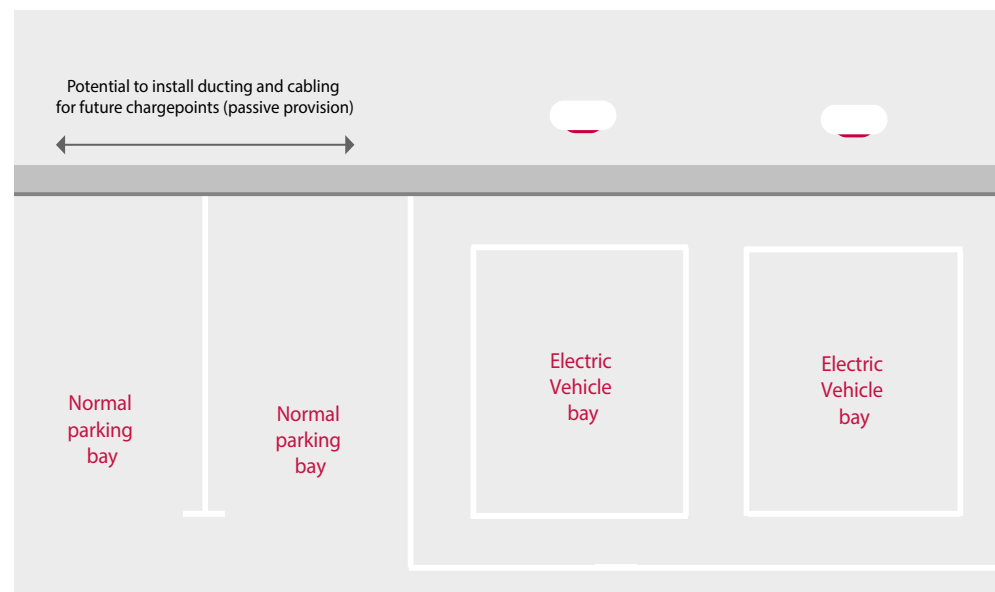 Potential to install ducting and cabling
for future chargepoints (passive provision)
Normal
parking
bay
Normal
parking
bay
Electric
Vehicle
bay
Electric
Vehicle
bay